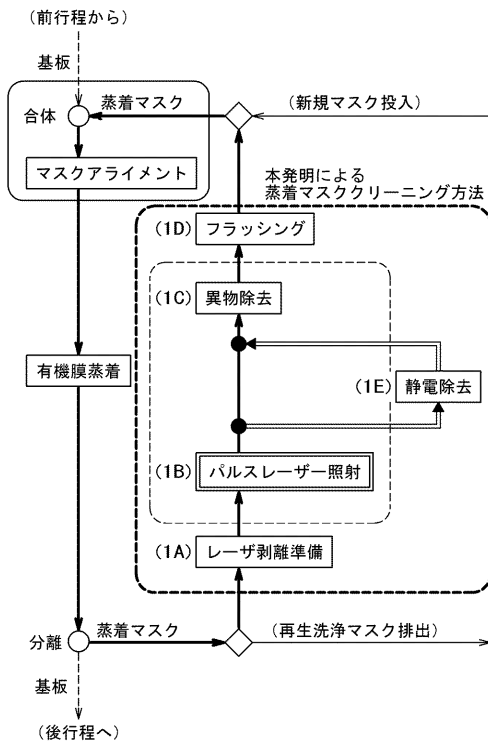 (前行程から)
基板
合体
蒸着マスク
(新規マスク投入)
マスクアライメント
本発明による
蒸着マスククリーニング方法
(1D)
フラッシング
(1C)
異物除去
有機膜蒸着
(1E)
静電除去
(1B)
パルスレーザー照射
(1A)
レーザ剥離準備
分離
蒸着マスク
(再生洗浄マスク排出)
基板
(後行程へ)